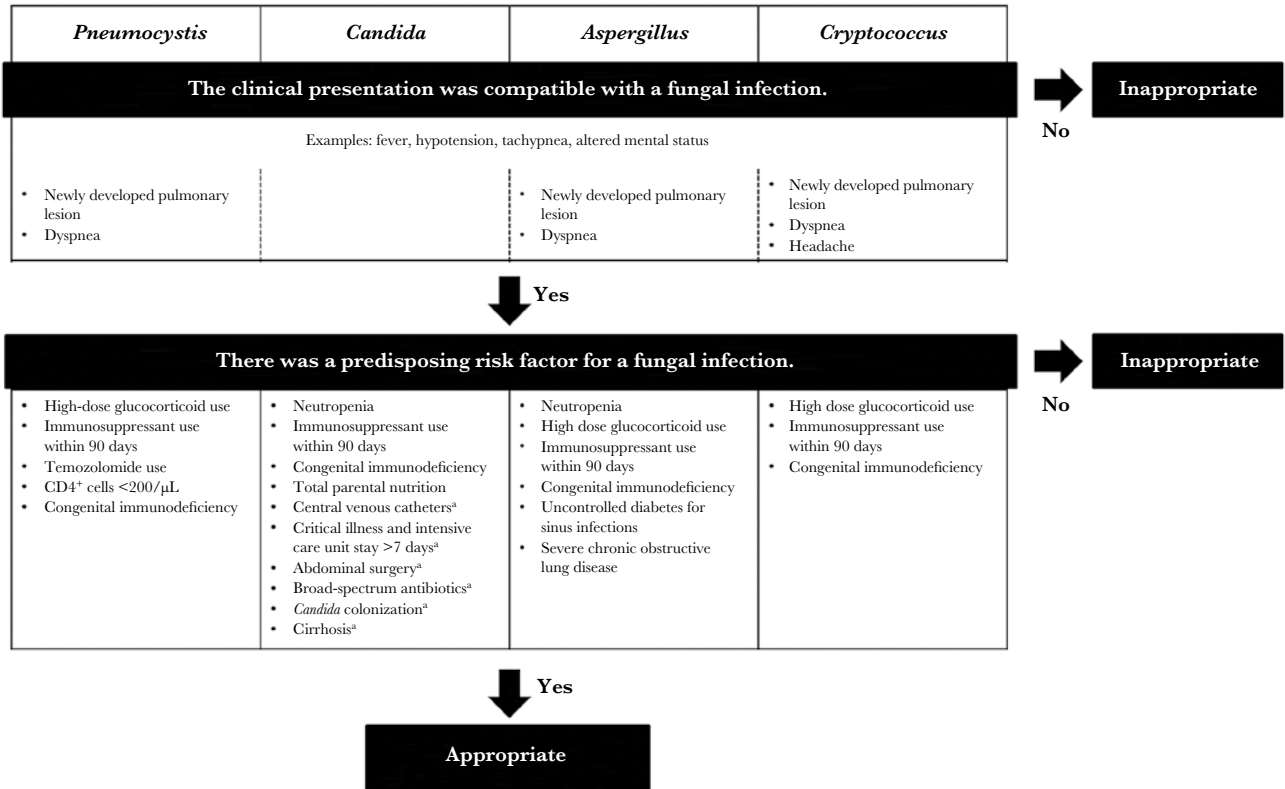 Pneumocystis
Candida
Aspergillus
Cryptococcus
The clinical presentation was compatible with a fungal infection.
No
Inappropriate
Examples: fever, hypotension, tachypnea, altered mental status
• Newly developed pulmonary
lesion
• Dyspnea
• Newly developed pulmonary
lesion
• Dyspnea
• Newly developed pulmonary
lesion
• Dyspnea
• Headache
Yes
There was a predisposing risk factor for a fungal infection.
No
Inappropriate
• High-dose glucocorticoid use
• Immunosuppressant use
within 90 days
• Temozolomide use
• CD4⁺ cells <200/µL
• Congenital immunodeficiency
• Neutropenia
• Immunosuppressant use
within 90 days
• Congenital immunodeficiency
• Total parental nutrition
• Central venous cathetersᵃ
• Critical illness and intensive
care unit stay >7 daysᵃ
• Abdominal surgeryᵃ
• Broad-spectrum antibioticsᵃ
• Candida colonizationᵃ
• Cirrhosisᵃ
• Neutropenia
• High dose glucocorticoid use
• Immunosuppressant use
within 90 days
• Congenital immunodeficiency
• Uncontrolled diabetes for
sinus infections
• Severe chronic obstructive
lung disease
• High dose glucocorticoid use
• Immunosuppressant use
within 90 days
• Congenital immunodeficiency
Yes
Appropriate